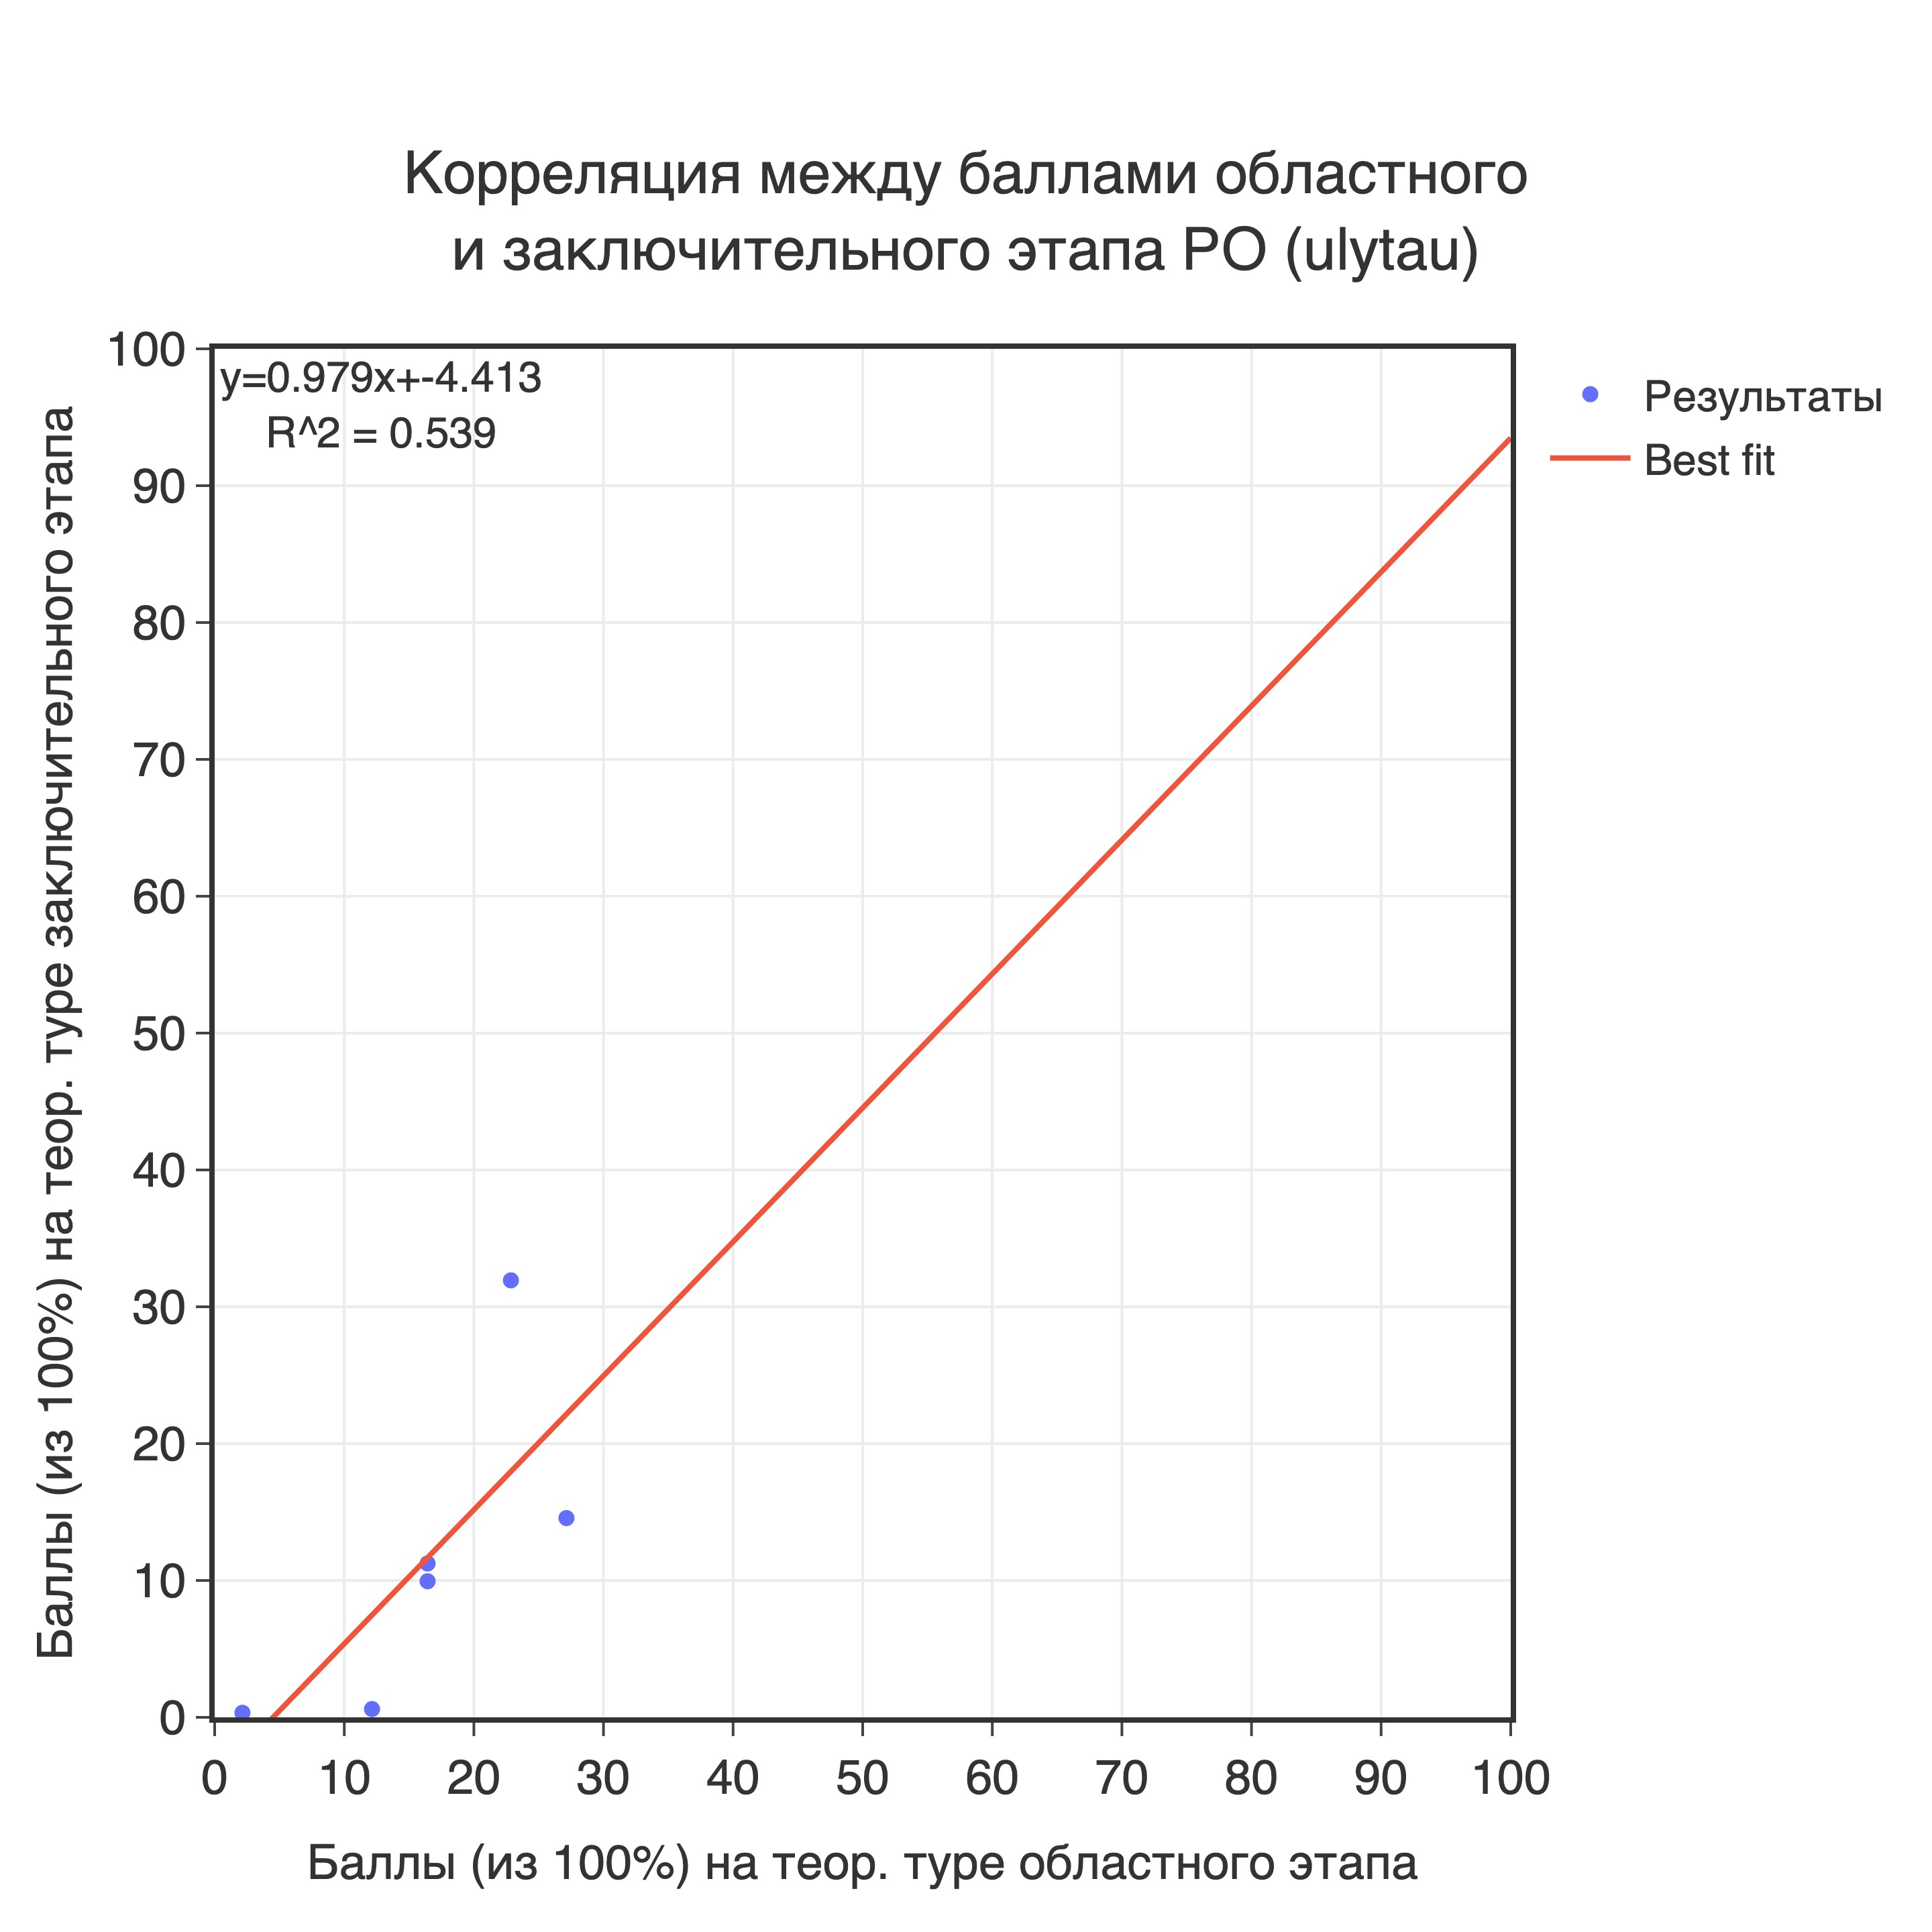 Корреляция между баллами областного
и заключительного этапа РО (ulytau)
y=0.979x+-4.413
R^2 = 0.539
Результаты
Best fit
Баллы (из 100%) на теор. туре заключительного этапа
100
90
80
70
60
50
40
30
20
10
0
0 10 20 30 40 50 60 70 80 90 100
Баллы (из 100%) на теор. туре областного этапа